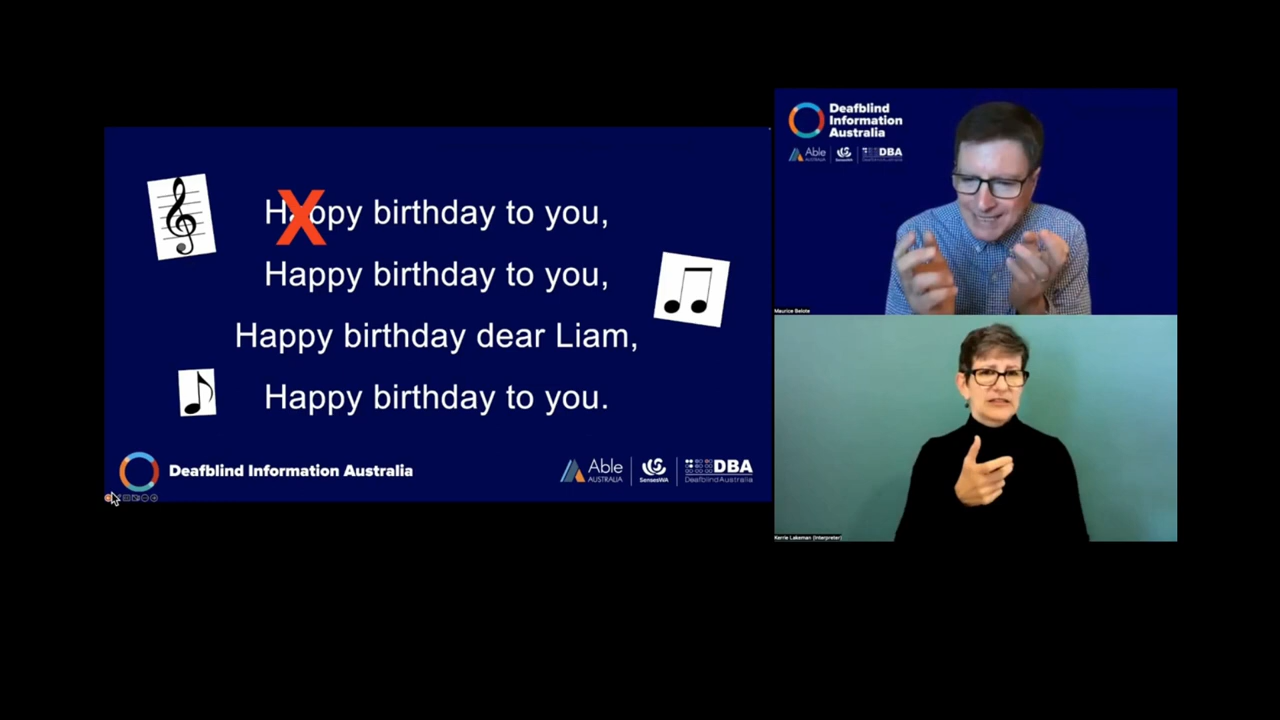 Happy birthday to you,
X
Happy birthday to you,
Happy birthday dear Liam,
Happy birthday to you.
Deafblind Information Australia
Able
AUSTRALIA
SensesWA
DBA
DeafblindAustralia
Deafblind
Information
Australia
Able
AUSTRALIA
SensesWA
DBA
Maurice Belote
Kerrie Lakeman (Interpreter)